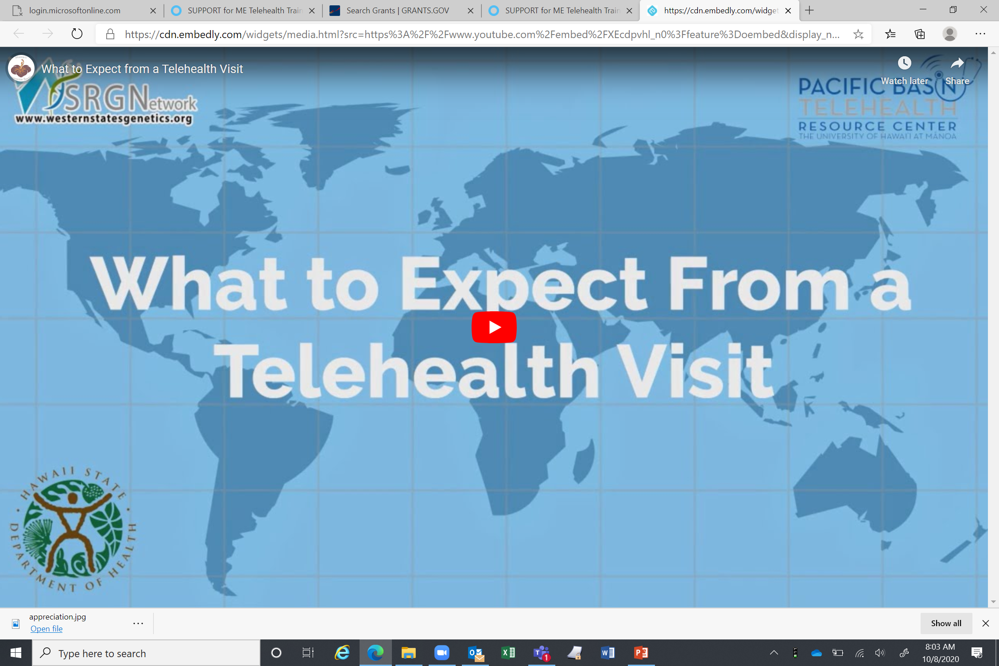 login.microsoftonline.com
SUPPORT for ME Telehealth Train
Search Grants | GRANTS.GOV
SUPPORT for ME Telehealth Train
https://cdn.embedly.com/widget
https://cdn.embedly.com/widgets/media.html?src=https%3A%2F%2Fwww.youtube.com%2Fembed%2FXEcdpvhl_n0%3Ffeature%3Doembed&display_n...
What to Expect from a Telehealth Visit
Watch later
Share
SRGNetwork
www.westernstatesgenetics.org
PACIFIC BASIN
TELEHEALTH
RESOURCE CENTER
THE UNIVERSITY OF HAWAI'I AT MĀNOA
What to Expect From a
Telehealth Visit
HAWAII STATE
DEPARTMENT OF HEALTH
appreciation.jpg
Open file
Show all
Type here to search
1
8:03 AM
10/8/2020